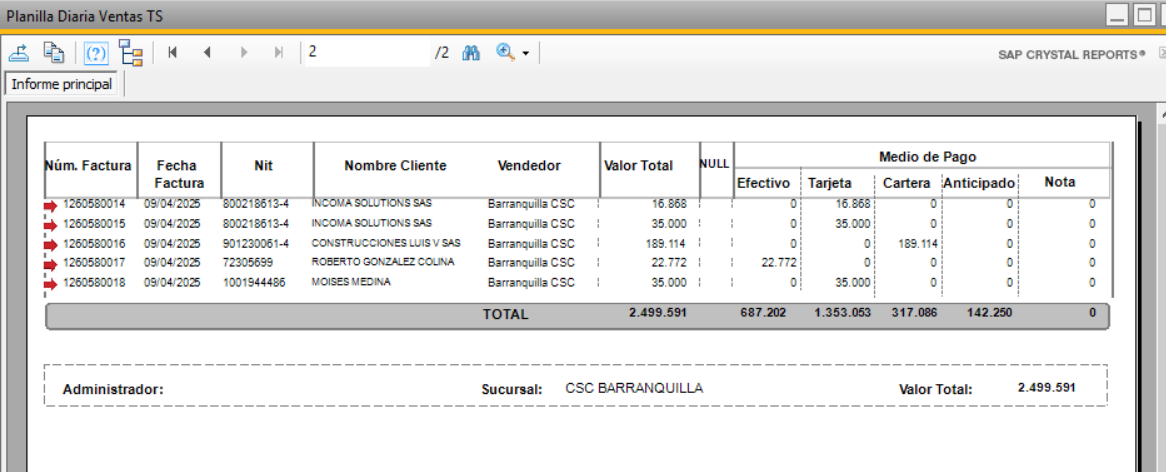 Planilla Diaria Ventas TS
(?) 2 /2 SAP CRYSTAL REPORTS®
Informe principal
Núm. Factura Fecha Factura Nit Nombre Cliente Vendedor Valor Total NULL Medio de Pago
Efectivo Tarjeta Cartera Anticipado Nota
1260580014 09/04/2025 800218613-4 INCOMA SOLUTIONS SAS Barranquilla CSC 16.868 0 16.868 0 0 0
1260580015 09/04/2025 800218613-4 INCOMA SOLUTIONS SAS Barranquilla CSC 35.000 0 35.000 0 0 0
1260580016 09/04/2025 901230061-4 CONSTRUCCIONES LUIS V SAS Barranquilla CSC 189.114 0 0 189.114 0 0
1260580017 09/04/2025 72305699 ROBERTO GONZALEZ COLINA Barranquilla CSC 22.772 22.772 0 0 0 0
1260580018 09/04/2025 1001944486 MOISES MEDINA Barranquilla CSC 35.000 0 35.000 0 0 0
TOTAL 2.499.591 687.202 1.353.053 317.086 142.250 0
Administrador: Sucursal: CSC BARRANQUILLA Valor Total: 2.499.591